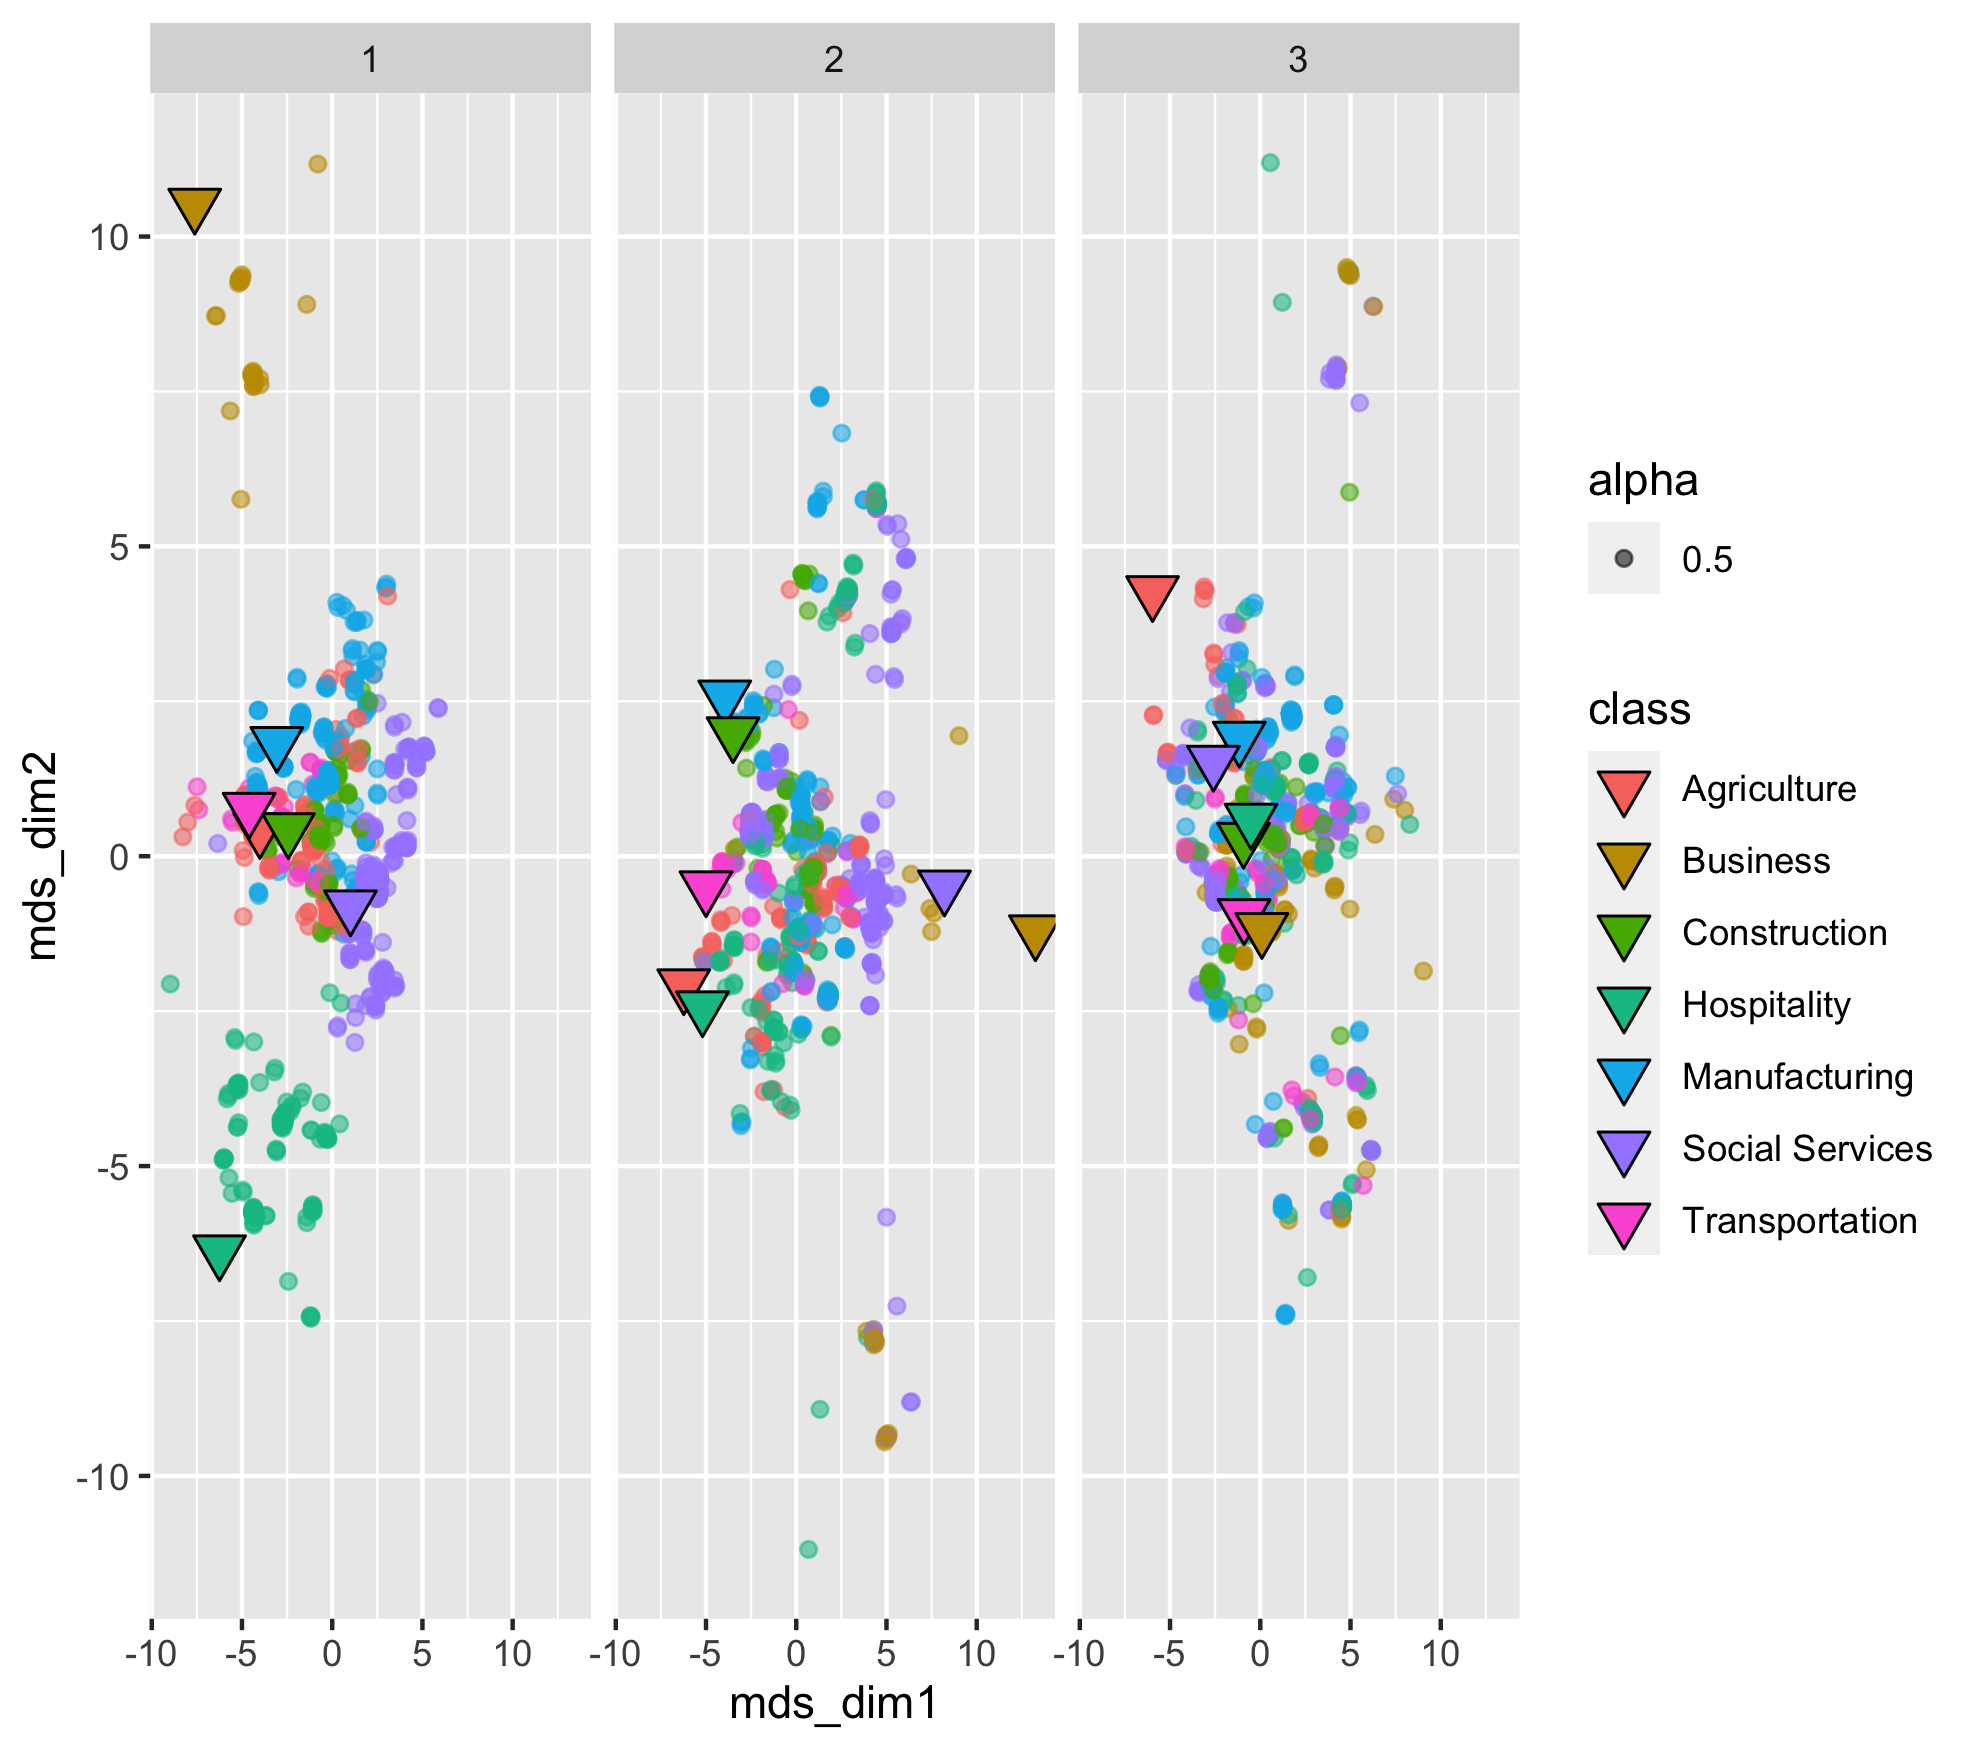 1 2 3
10
5
0
-5
-10
mds_dim2
-10 -5 0 5 10 -10 -5 0 5 10 -10 -5 0 5 10
mds_dim1
alpha
0.5
class
Agriculture
Business
Construction
Hospitality
Manufacturing
Social Services
Transportation